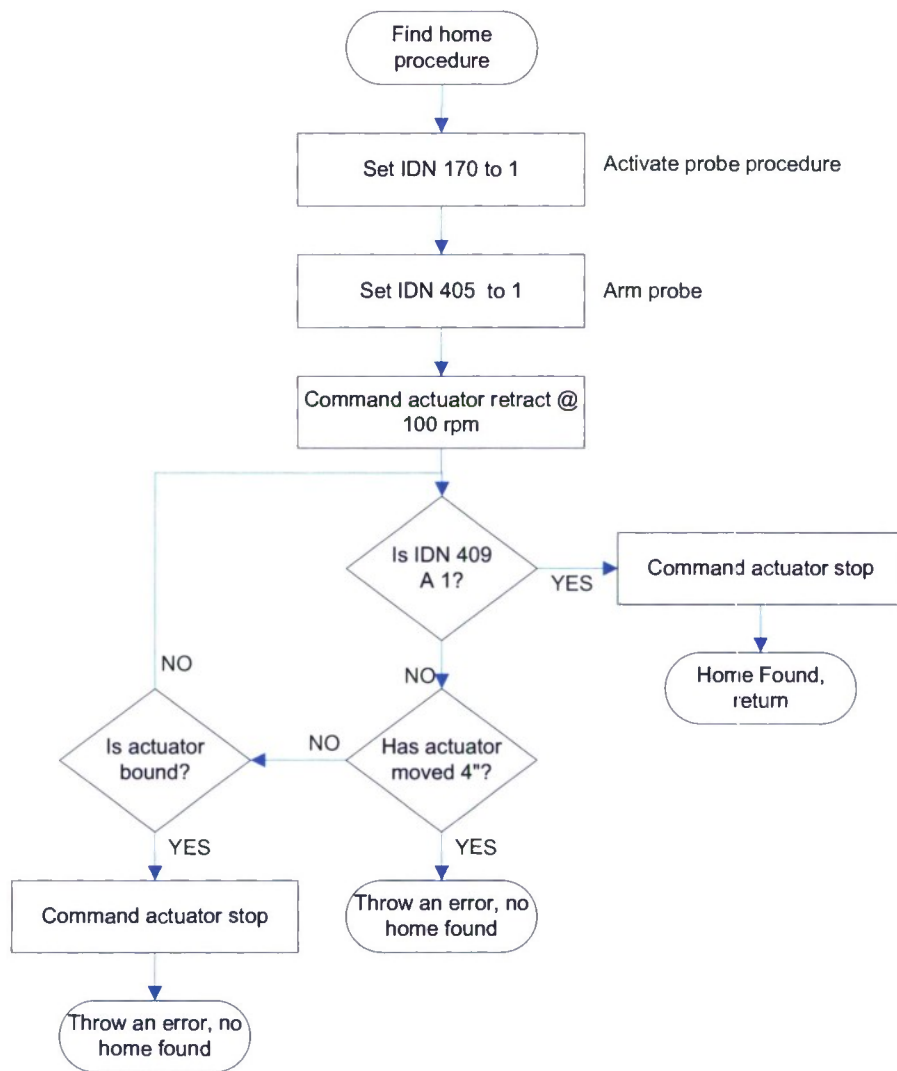 Find home
procedure
Set IDN 170 to 1
Activate probe procedure
Set IDN 405 to 1
Arm probe
Command actuator retract @
100 rpm
Is IDN 409
A 1?
YES
Command actuator stop
Home Found,
return
NO
Has actuator
moved 4"?
NO
Is actuator
bound?
NO
YES
Command actuator stop
Throw an error, no
home found
YES
Throw an error, no
home found